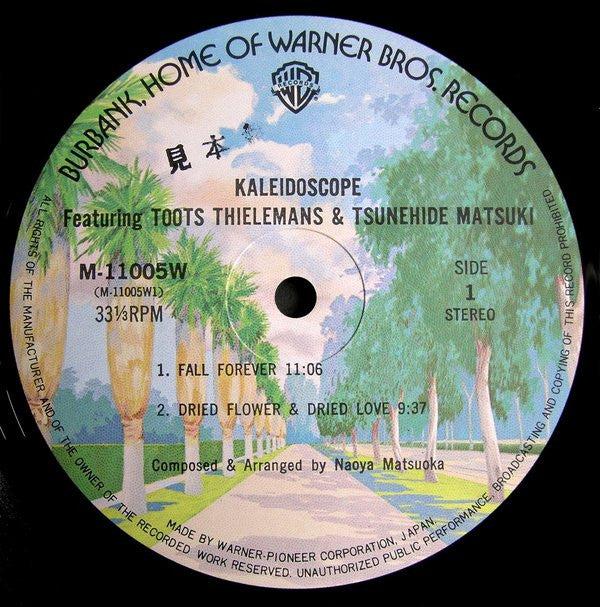 BURBANK, HOME OF WARNER BROS. RECORDS
RECORDS
見本
KALEIDOSCOPE
Featuring TOOTS THIELEMANS & TSUNEHIDE MATSUKI
M-11005W
(M-11005W1)
33⅓RPM
SIDE
1
STEREO
1. FALL FOREVER 11:06
2. DRIED FLOWER & DRIED LOVE 9:37
Composed & Arranged by Naoya Matsuoka
MADE BY WARNER-PIONEER CORPORATION, JAPAN.
ALL RIGHTS OF THE MANUFACTURER AND OF THE OWNER OF THE RECORDED WORK RESERVED. UNAUTHORIZED PUBLIC PERFORMANCE, BROADCASTING AND COPYING OF THIS RECORD PROHIBITED